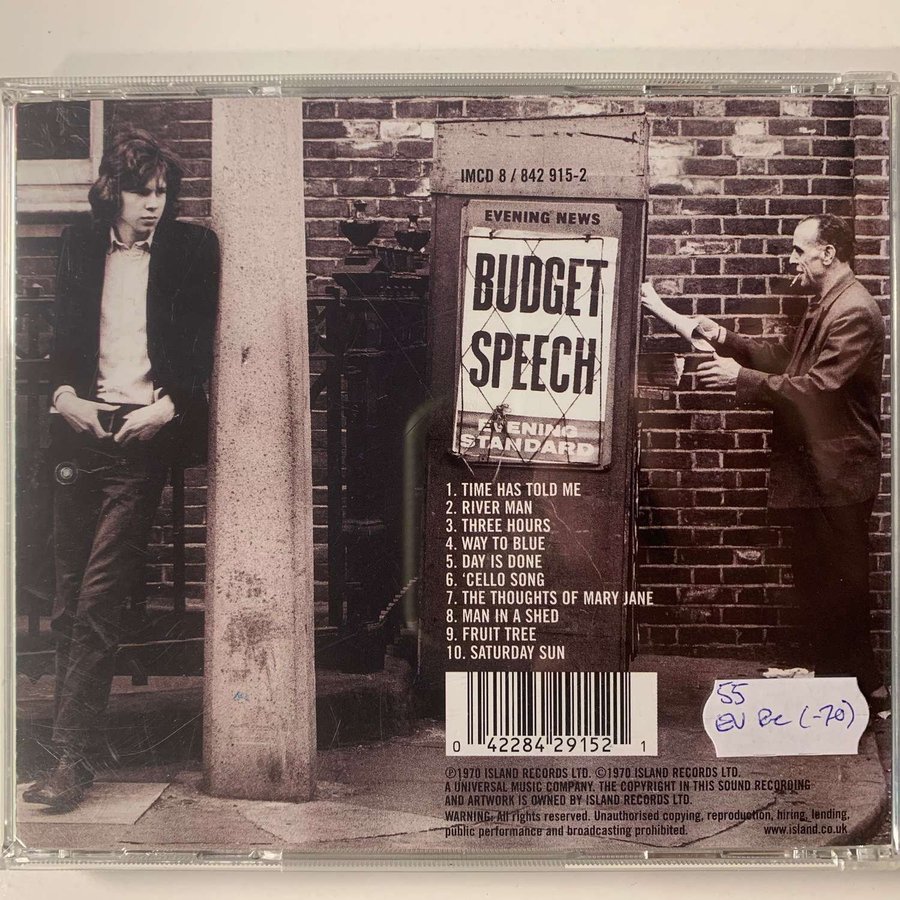 IMCD 8 / 842 915-2
EVENING NEWS
BUDGET
SPEECH
EVENING
STANDARD
1. TIME HAS TOLD ME
2. RIVER MAN
3. THREE HOURS
4. WAY TO BLUE
5. DAY IS DONE
6. ‘CELLO SONG
7. THE THOUGHTS OF MARY JANE
8. MAN IN A SHED
9. FRUIT TREE
10. SATURDAY SUN
0 42284 29152 1
55
EU (-70)
℗1970 ISLAND RECORDS LTD. ©1970 ISLAND RECORDS LTD.
A UNIVERSAL MUSIC COMPANY. THE COPYRIGHT IN THIS SOUND RECORDING
AND ARTWORK IS OWNED BY ISLAND RECORDS LTD.
WARNING: All rights reserved. Unauthorised copying, reproduction, hiring, lending,
public performance and broadcasting prohibited. www.island.co.uk